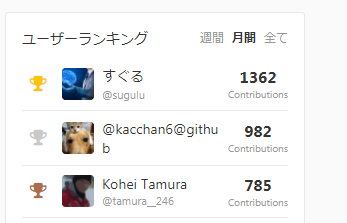 ユーザーランキング
週間 月間 全て
すぐる
@sugulu
1362
Contributions
@kacchan6@githu
b
982
Contributions
Kohei Tamura
@tamura__246
785
Contributions